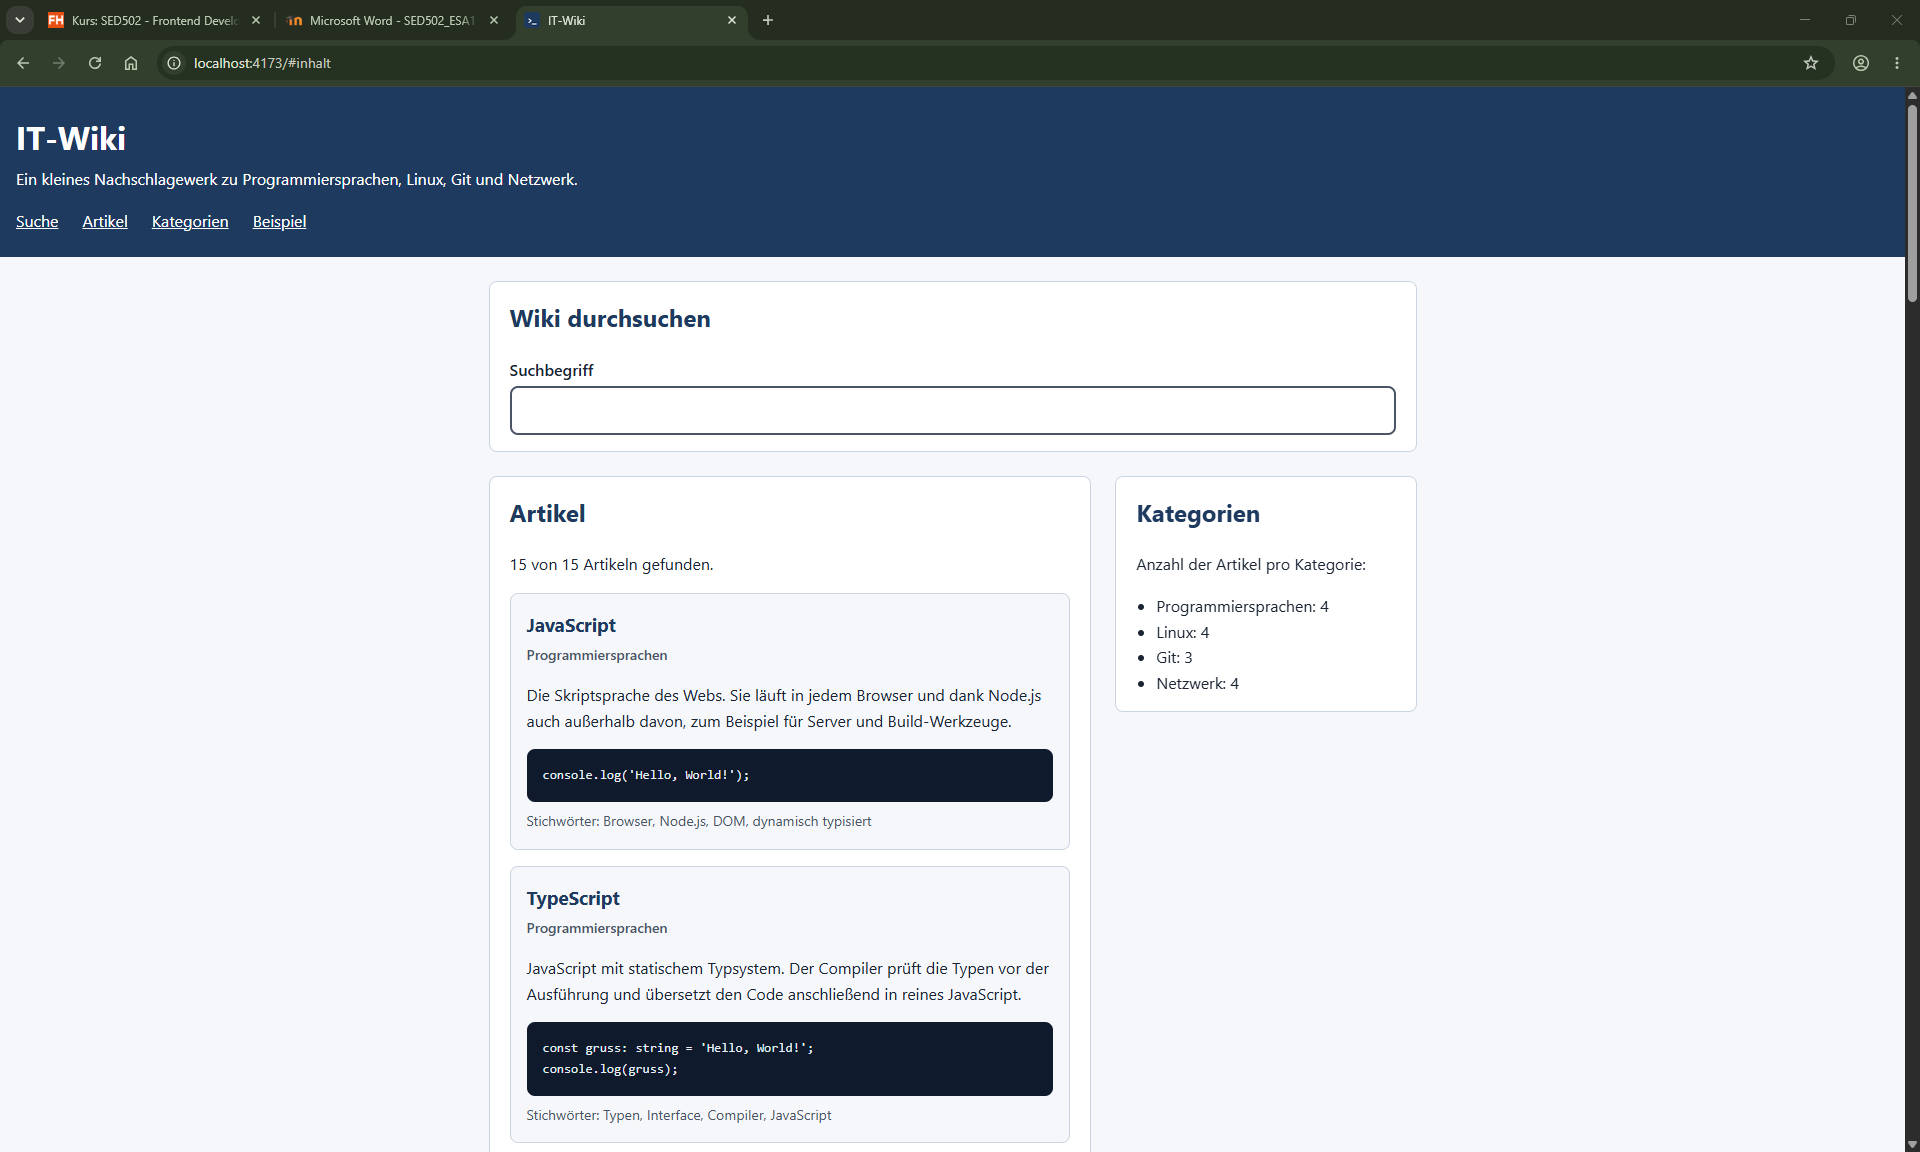 Kurs: SED502 - Frontend Develo
Microsoft Word - SED502_ESA1
IT-Wiki
localhost:4173/#inhalt
IT-Wiki
Ein kleines Nachschlagewerk zu Programmiersprachen, Linux, Git und Netzwerk.
Suche Artikel Kategorien Beispiel
Wiki durchsuchen
Suchbegriff
Artikel
15 von 15 Artikeln gefunden.
JavaScript
Programmiersprachen
Die Skriptsprache des Webs. Sie läuft in jedem Browser und dank Node.js
auch außerhalb davon, zum Beispiel für Server und Build-Werkzeuge.
console.log('Hello, World!');
Stichwörter: Browser, Node.js, DOM, dynamisch typisiert
TypeScript
Programmiersprachen
JavaScript mit statischem Typsystem. Der Compiler prüft die Typen vor der
Ausführung und übersetzt den Code anschließend in reines JavaScript.
const gruss: string = 'Hello, World!';
console.log(gruss);
Stichwörter: Typen, Interface, Compiler, JavaScript
Kategorien
Anzahl der Artikel pro Kategorie:
Programmiersprachen: 4
Linux: 4
Git: 3
Netzwerk: 4